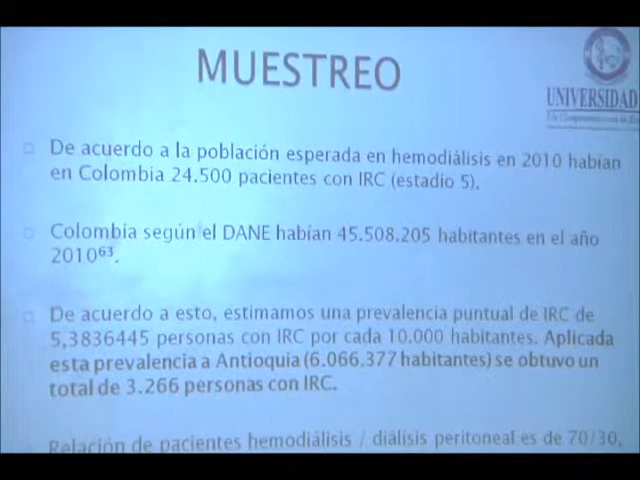 MUESTREO
UNIVERSIDAD
De acuerdo a la población esperada en hemodiálisis en 2010 habían
en Colombia 24.500 pacientes con IRC (estadio 5).
Colombia según el DANE habían 45.508.205 habitantes en el año
2010⁶³.
De acuerdo a esto, estimamos una prevalencia puntual de IRC de
5,3836445 personas con IRC por cada 10.000 habitantes. Aplicada
esta prevalencia a Antioquia (6.066.377 habitantes) se obtuvo un
total de 3.266 personas con IRC.
Relación de pacientes hemodiálisis / diálisis peritoneal es de 70/30,